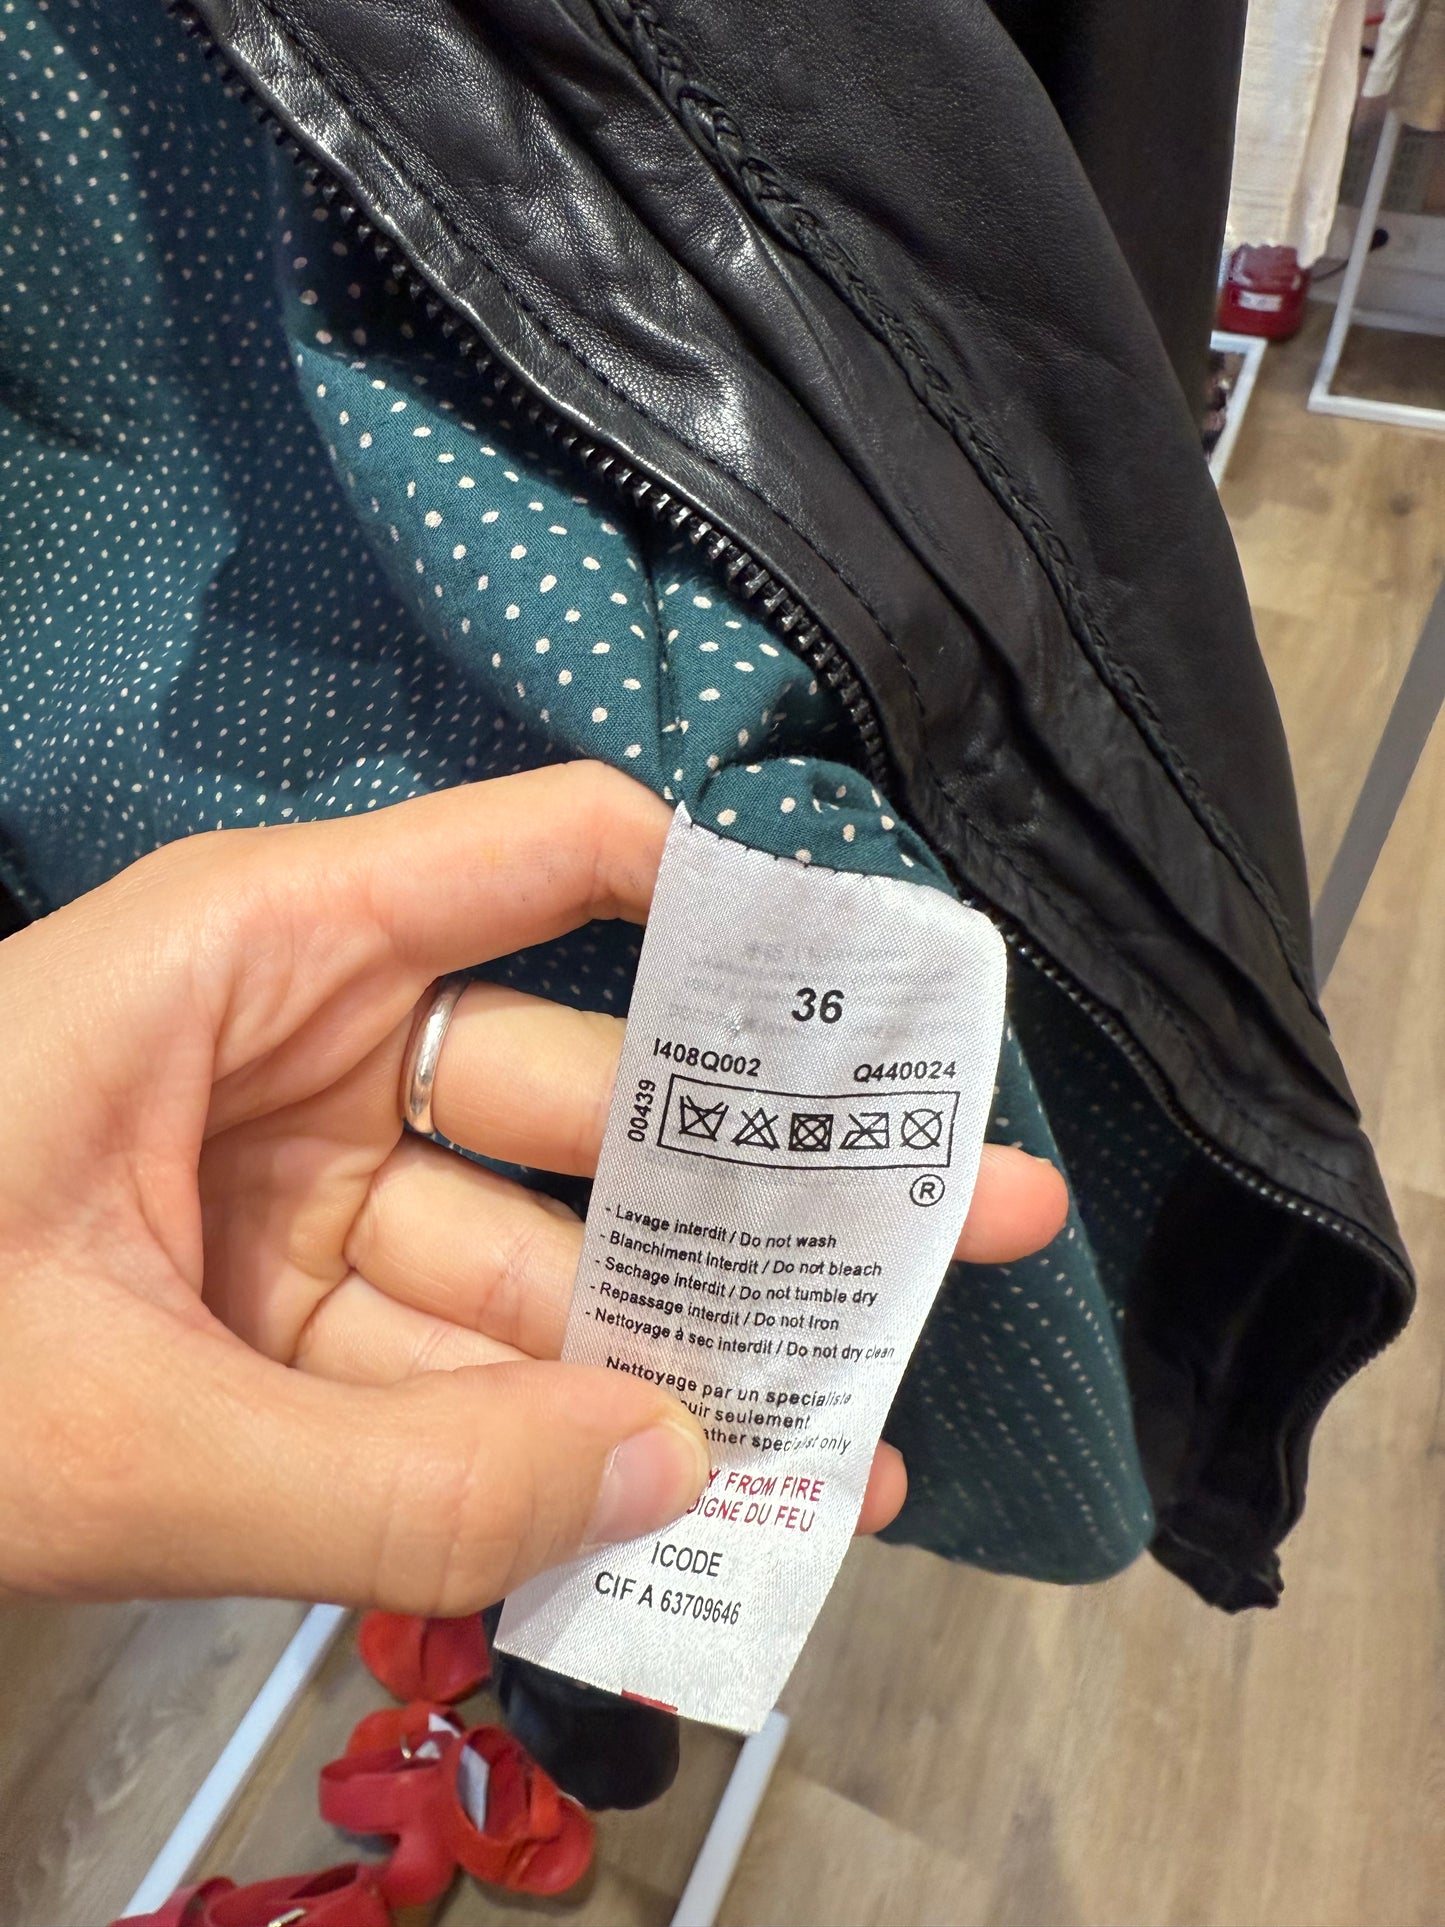 36
I408Q002
Q440024
00439
®
- Lavage interdit / Do not wash
- Blanchiment interdit / Do not bleach
- Sechage interdit / Do not tumble dry
- Repassage interdit / Do not Iron
- Nettoyage à sec interdit / Do not dry clean
Nettoyage par un specialiste
seulement
specialist only
FROM FIRE
DU FEU
ICODE
CIF A 63709646